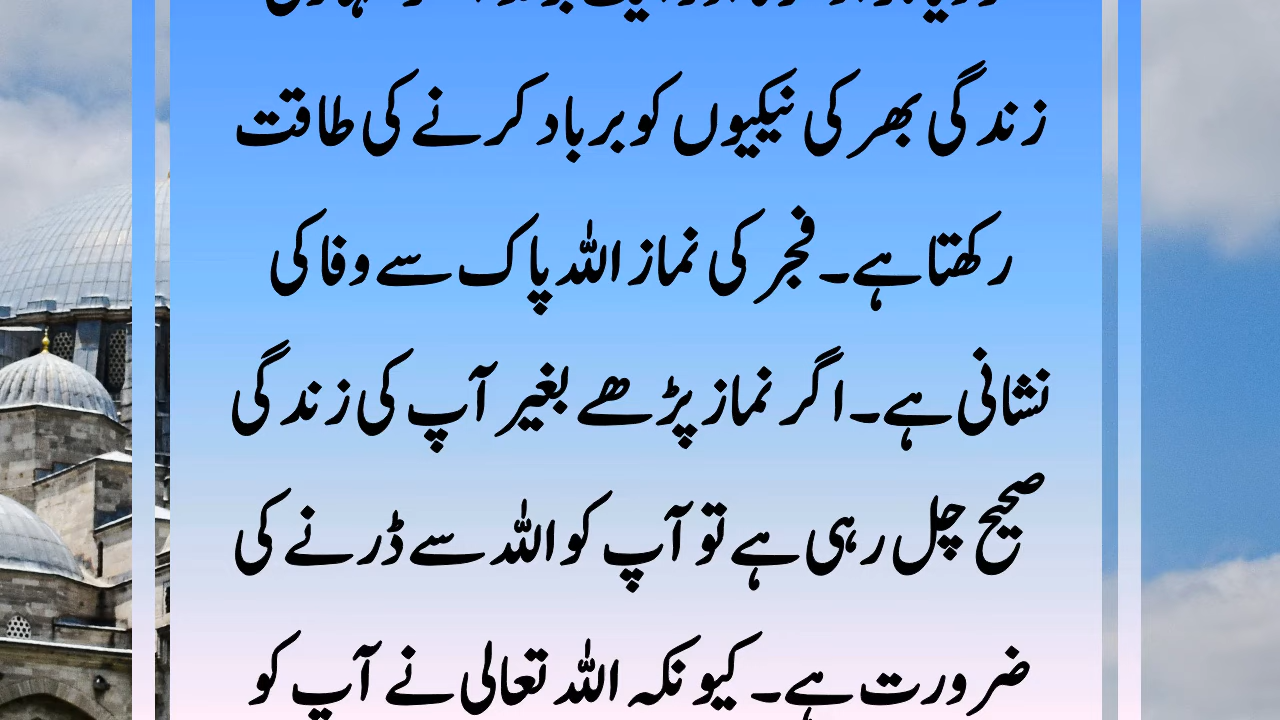 زندگی بھر کی نیکیوں کو برباد کرنے کی طاقت
رکھتا ہے۔ فجر کی نماز اللہ پاک سے وفا کی
نشانی ہے۔ اگر نماز پڑھے بغیر آپ کی زندگی
صحیح چل رہی ہے تو آپ کو اللہ سے ڈرنے کی
ضرورت ہے۔ کیونکہ اللہ تعالی نے آپ کو